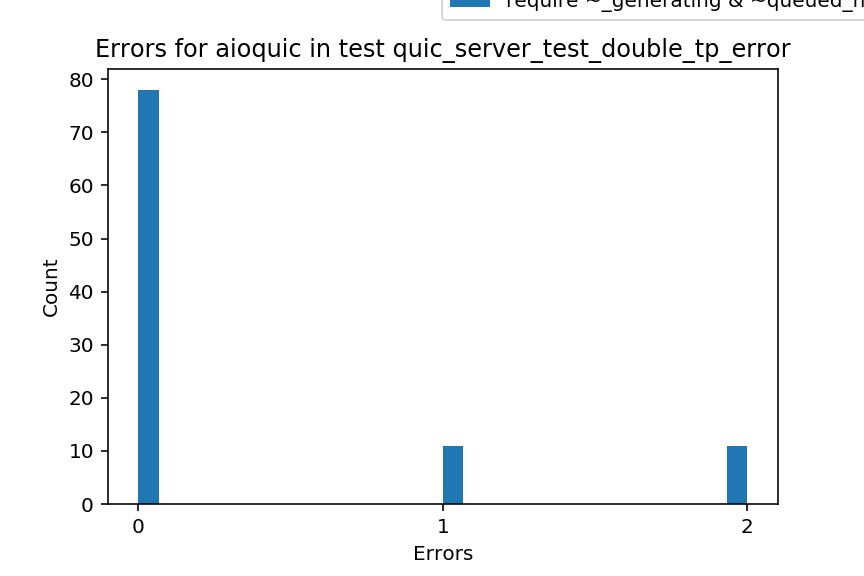 require ~_generating & ~queued_
Errors for aioquic in test quic_server_test_double_tp_error
80
70
60
50
40
30
20
10
0
Count
0 1 2
Errors